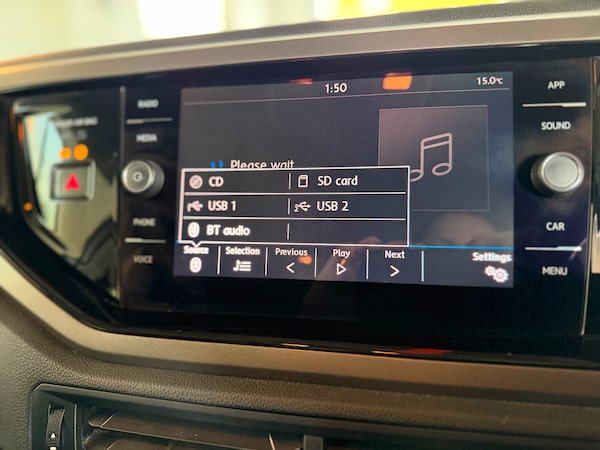 RADIO
MEDIA
PHONE
VOICE
1:50
15.0°C
Please wait
CD
SD card
USB 1
USB 2
BT audio
Source
Selection
Previous
Play
Next
Settings
APP
SOUND
CAR
MENU